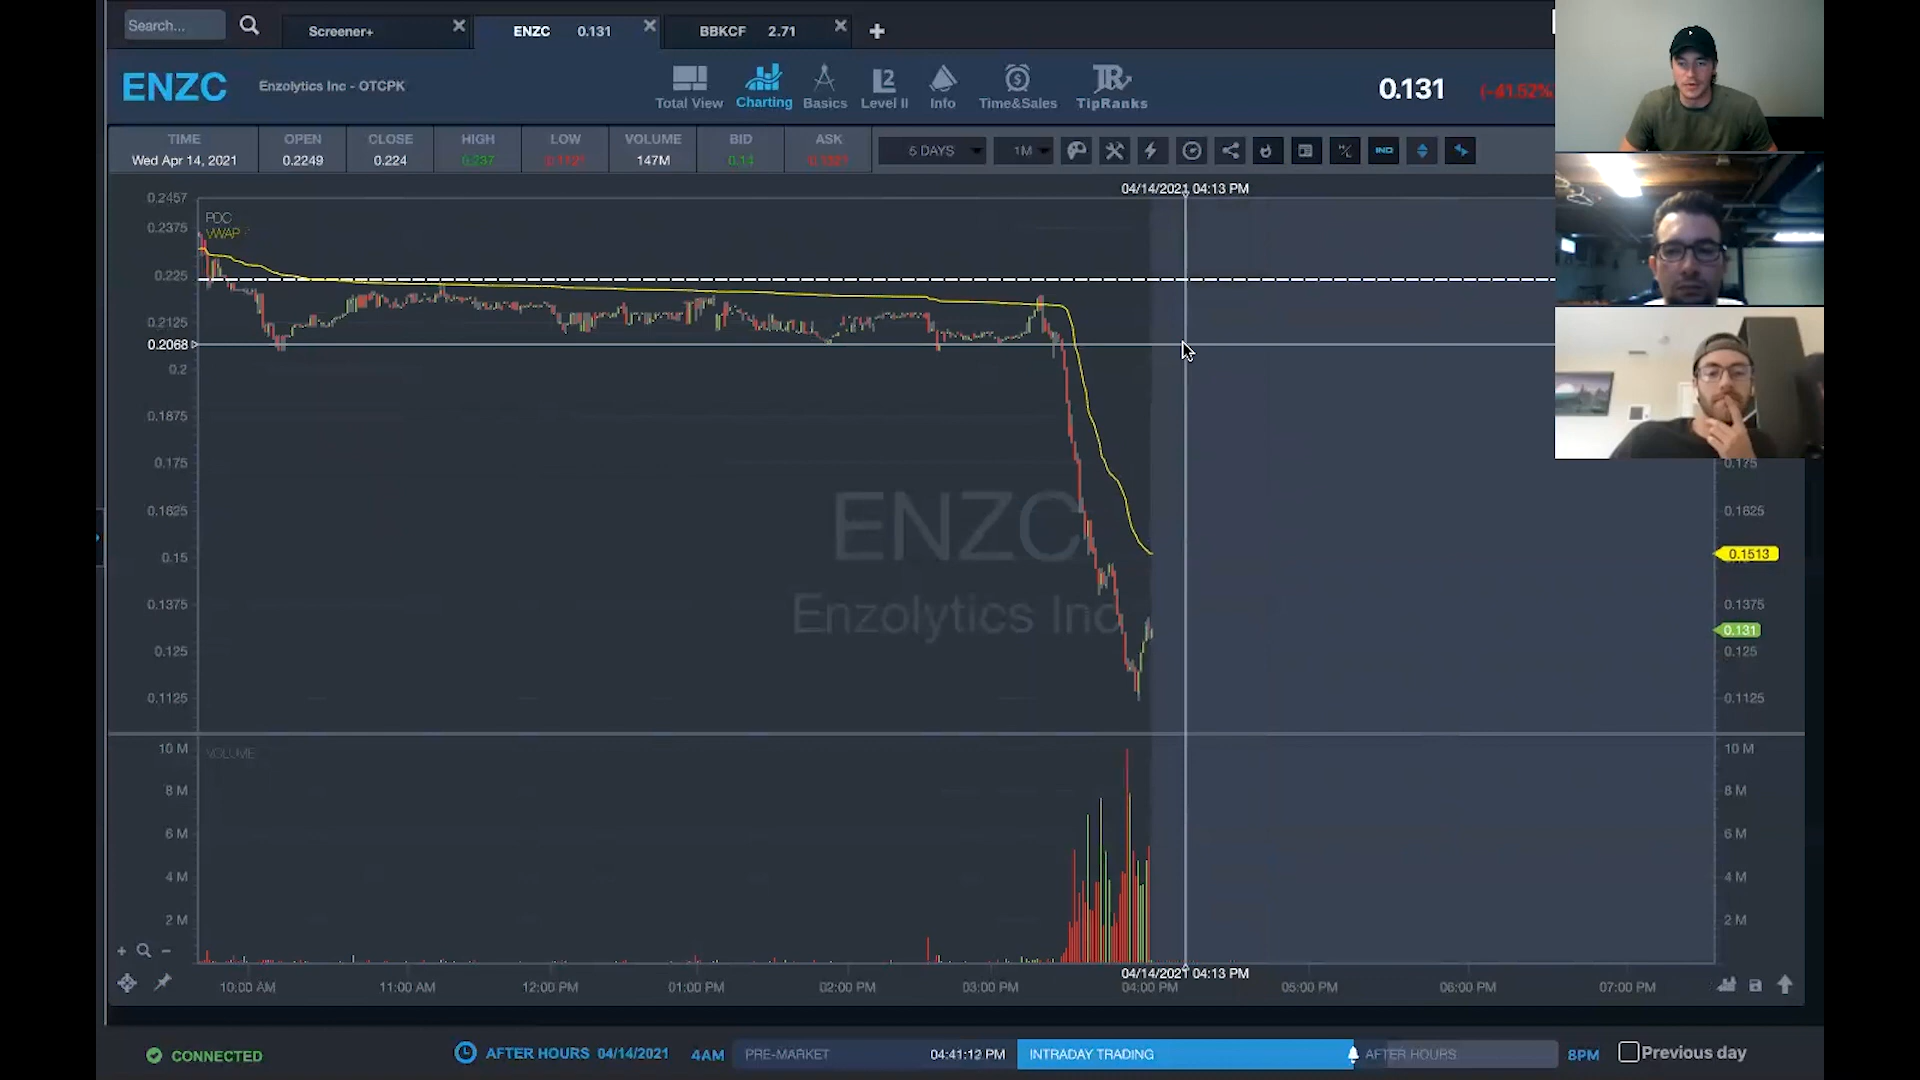 Search...
Screener+
ENZC 0.131
BBKCF 2.71
ENZC
Enzolytics Inc - OTCPK
Total View
Charting
Basics
L2
Level II
Info
Time&Sales
TipRanks
0.131
(-41.52%
TIME OPEN CLOSE HIGH LOW VOLUME BID ASK
Wed Apr 14, 2021 0.2249 0.224 0.237 147M 0.14
5 DAYS
1M
IND
04/14/2021 04:13 PM
0.2457
PDC
VWAP
0.2375
0.225
0.2125
0.2068
0.2
0.1875
0.175 0.175
0.1625 0.1625
0.15
0.1513
0.1375 0.1375
0.131
0.125 0.125
0.1125 0.1125
ENZC
Enzolytics Inc
VOLUME
10 M 10 M
8 M 8 M
6 M 6 M
4 M 4 M
2 M 2 M
04/14/2021 04:13 PM
10:00 AM 11:00 AM 12:00 PM 01:00 PM 02:00 PM 03:00 PM 04:00 PM 05:00 PM 06:00 PM 07:00 PM
CONNECTED
AFTER HOURS 04/14/2021
4AM
PRE-MARKET
04:41:12 PM
INTRADAY TRADING
AFTER HOURS
8PM
Previous day